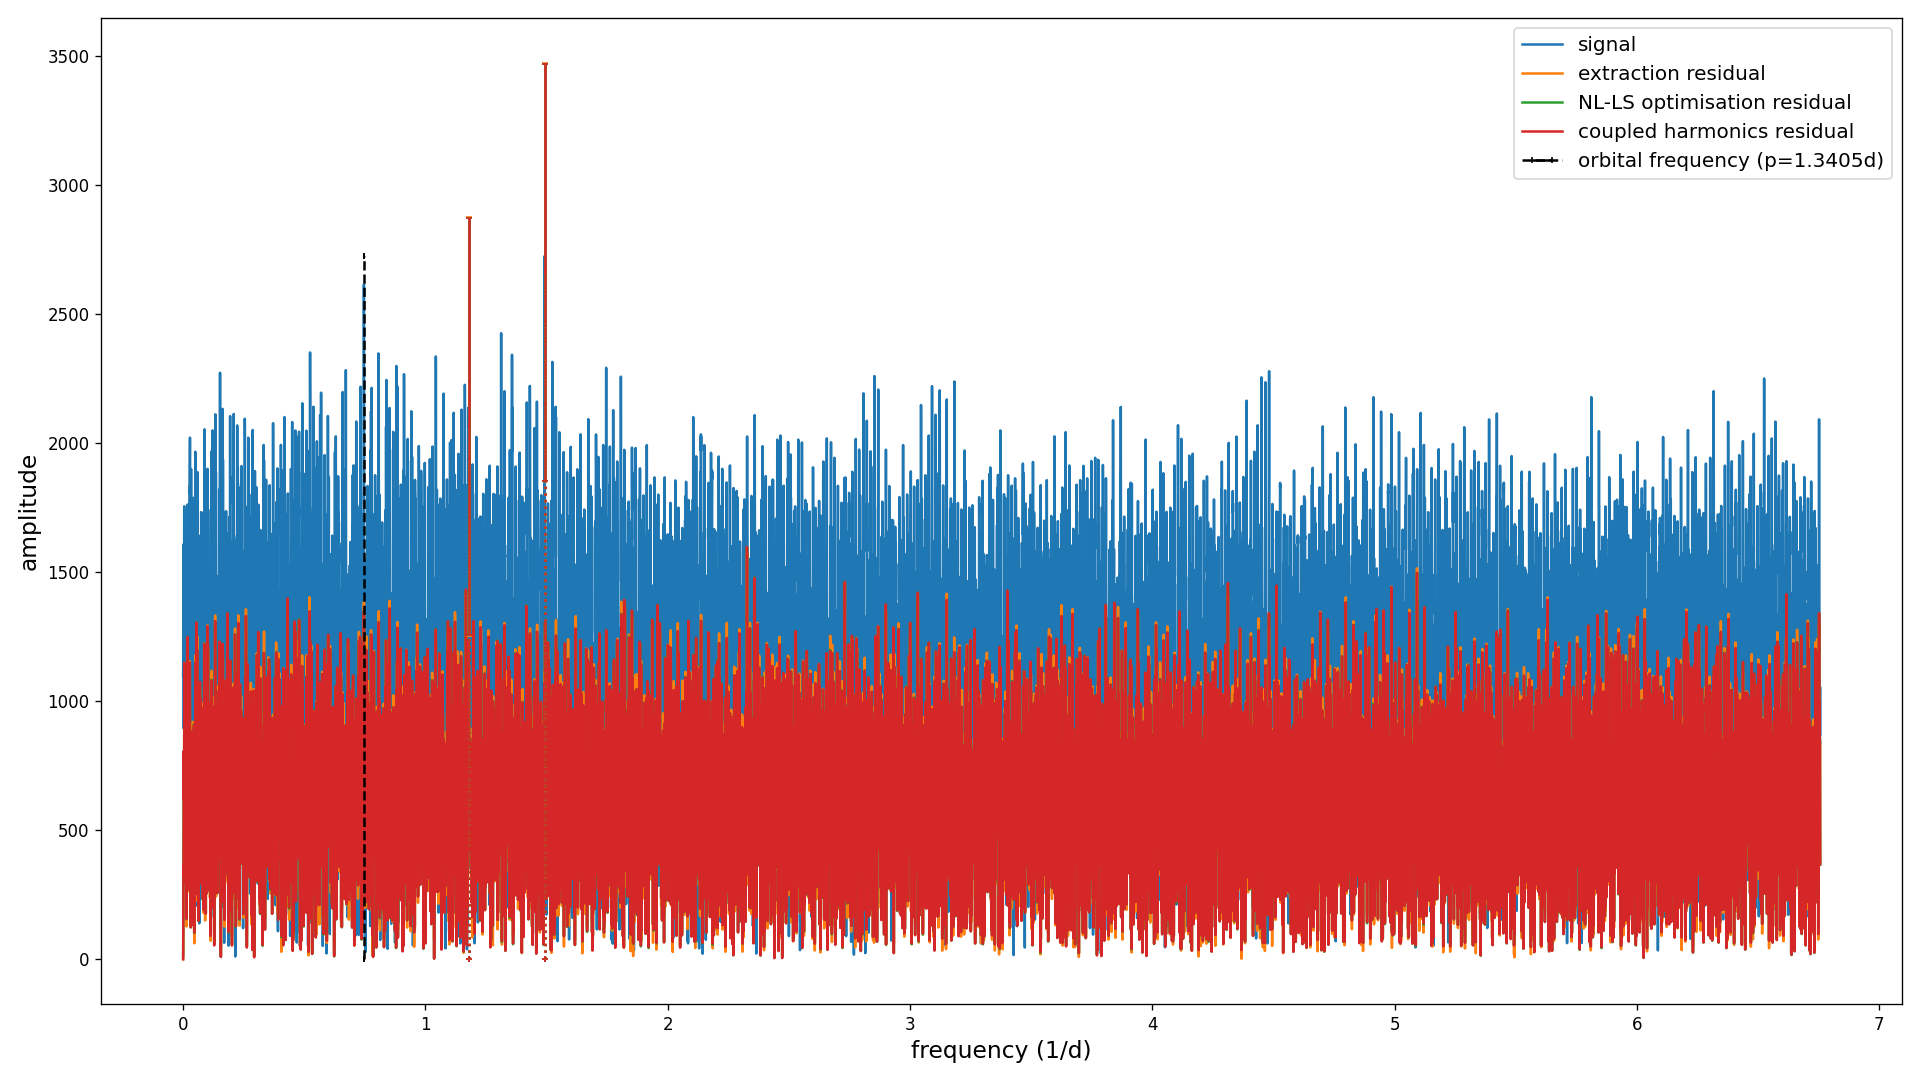 signal
extraction residual
NL-LS optimisation residual
coupled harmonics residual
orbital frequency (p=1.3405d)
amplitude
3500
3000
2500
2000
1500
1000
500
0
0 1 2 3 4 5 6 7
frequency (1/d)